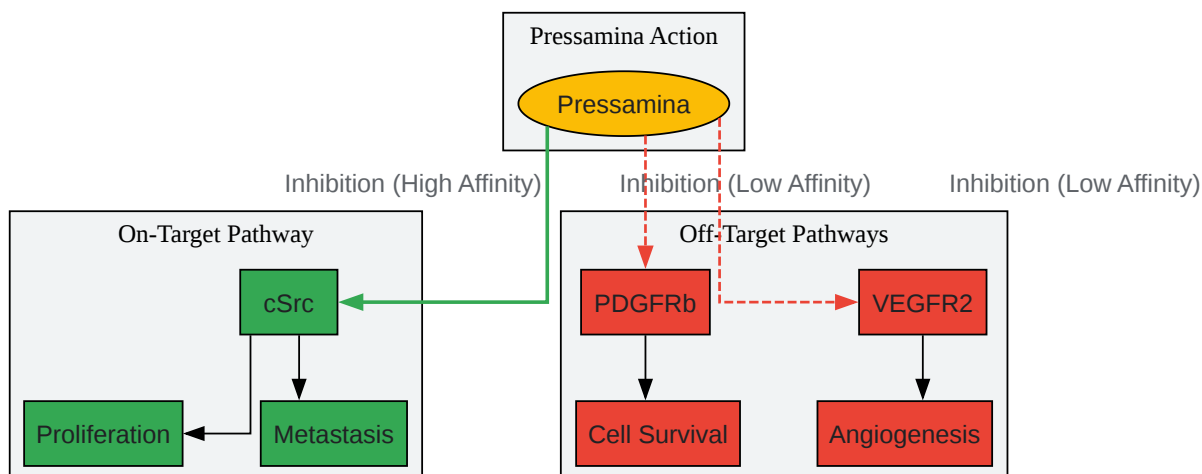 Pressamina Action
Pressamina
Inhibition (High Affinity)
Inhibition (Low Affinity)
Inhibition (Low Affinity)
On-Target Pathway
Off-Target Pathways
cSrc
PDGFRb
VEGFR2
Proliferation
Metastasis
Cell Survival
Angiogenesis